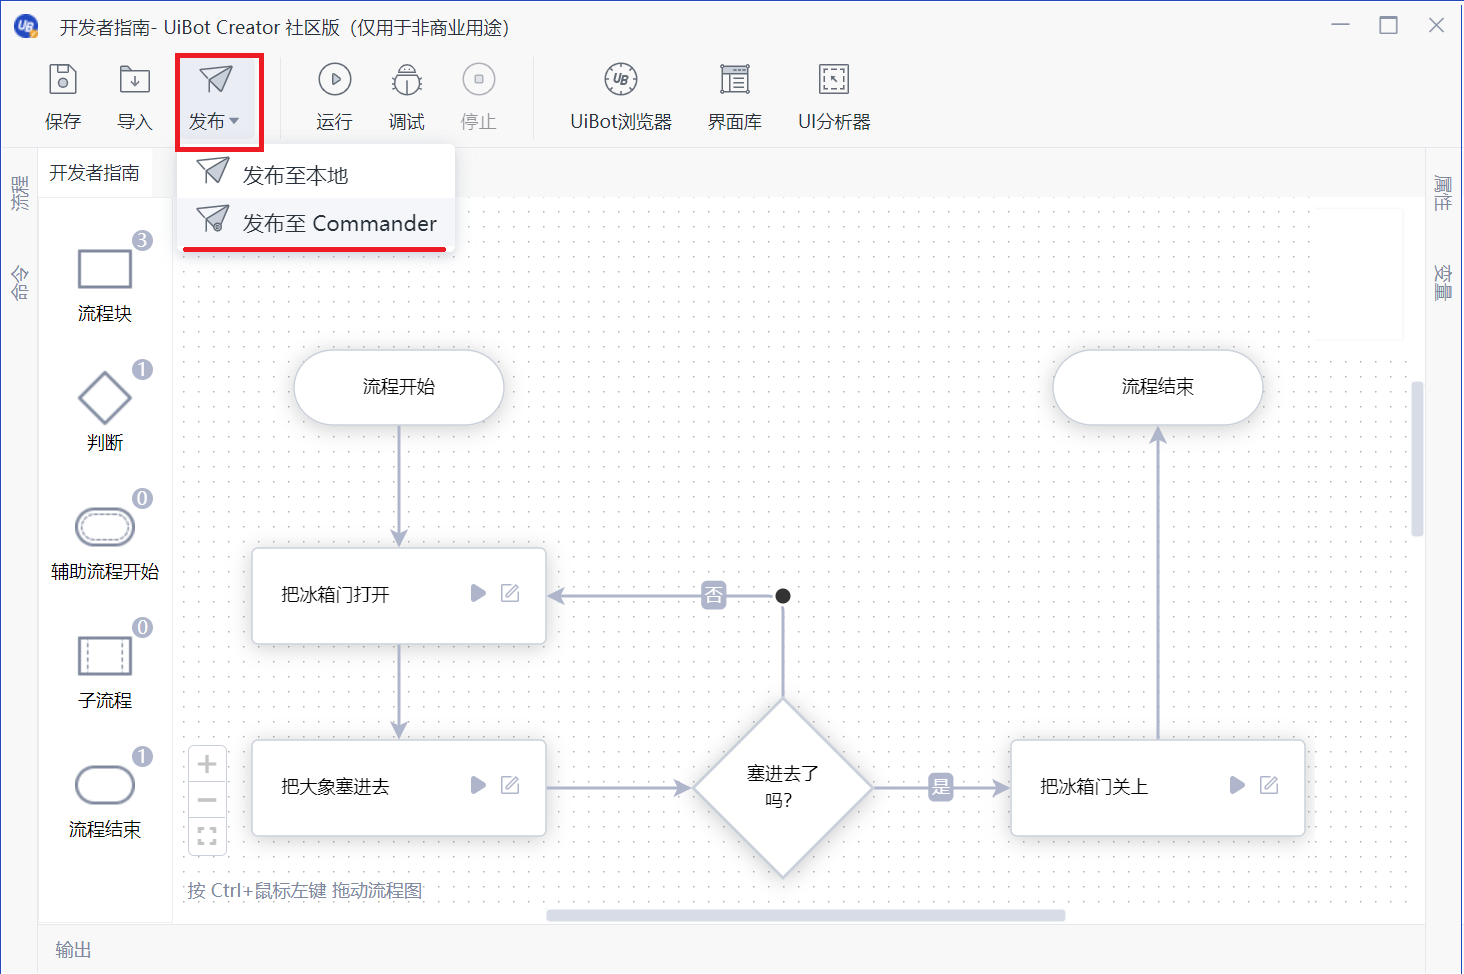 开发者指南- UiBot Creator 社区版（仅用于非商业用途）
保存
导入
发布
运行
调试
停止
UB
UiBot浏览器
界面库
UI分析器
发布至本地
发布至 Commander
开发者指南
流程
命令
属性
变量
3
流程块
1
判断
0
辅助流程开始
0
子流程
1
流程结束
流程开始
流程结束
把冰箱门打开
否
把大象塞进去
塞进去了
吗?
是
把冰箱门关上
按 Ctrl+鼠标左键 拖动流程图
输出